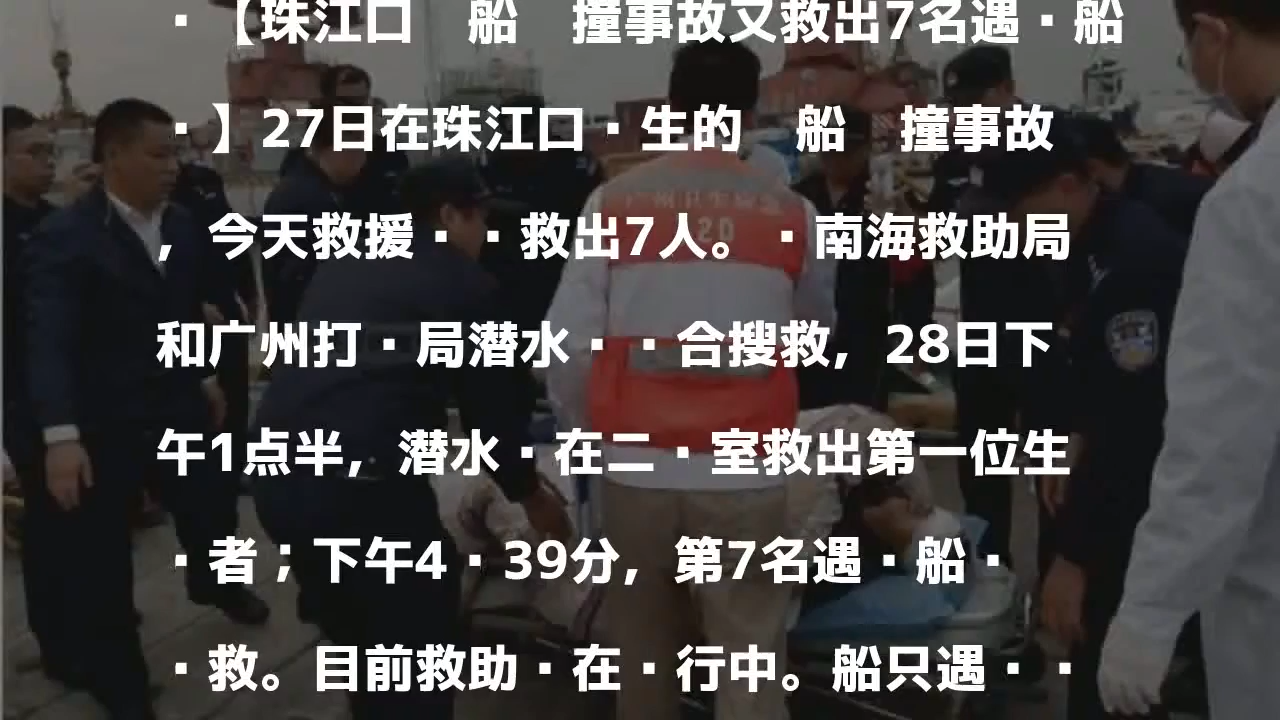 ·【珠江口　船　撞事故又救出7名遇·船
·】27日在珠江口·生的　船　撞事故
，今天救援··救出7人。·南海救助局
和广州打·局潜水··合搜救，28日下
午1点半，潜水·在二·室救出第一位生
·者；下午4·39分，第7名遇·船·
·救。目前救助·在·行中。船只遇··
20